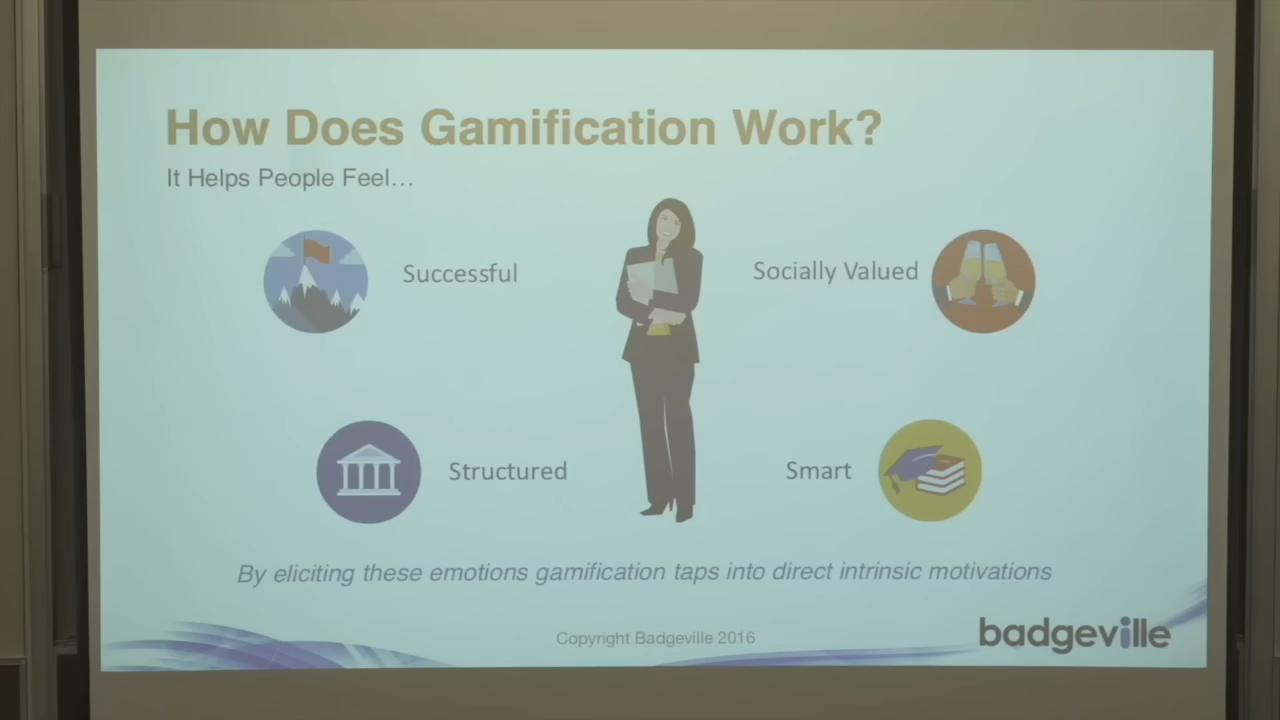 How Does Gamification Work?
It Helps People Feel…
Successful
Socially Valued
Structured
Smart
By eliciting these emotions gamification taps into direct intrinsic motivations
Copyright Badgeville 2016
badgeville